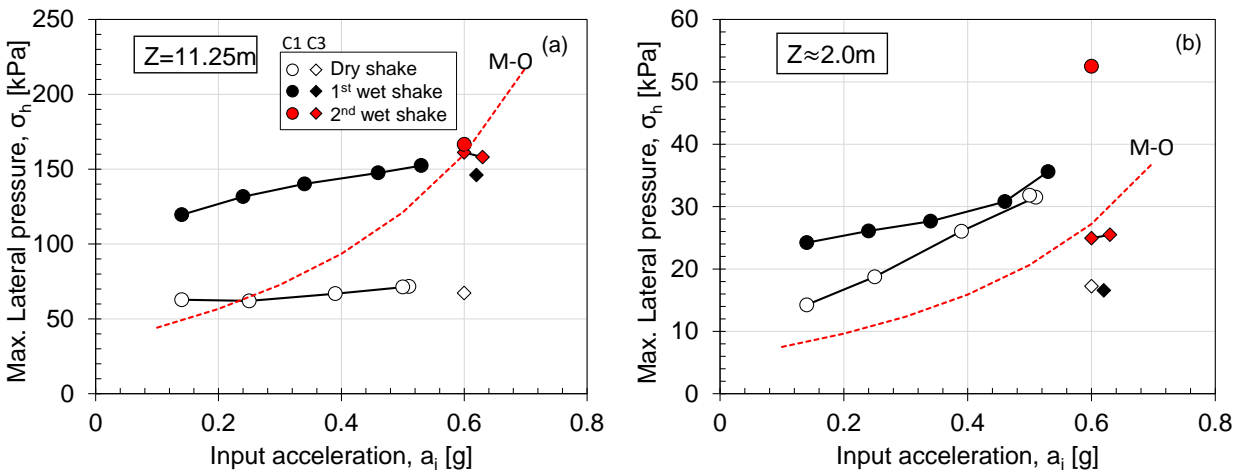 Max. Lateral pressure, σh [kPa]
250
200
150
100
50
0
0 0.2 0.4 0.6 0.8
Input acceleration, ai [g]
Z=11.25m
(a)
C1 C3
Dry shake
1st wet shake
2nd wet shake
M-O
Max. Lateral pressure, σh [kPa]
60
50
40
30
20
10
0
0 0.2 0.4 0.6 0.8
Input acceleration, ai [g]
Z≈2.0m
(b)
M-O